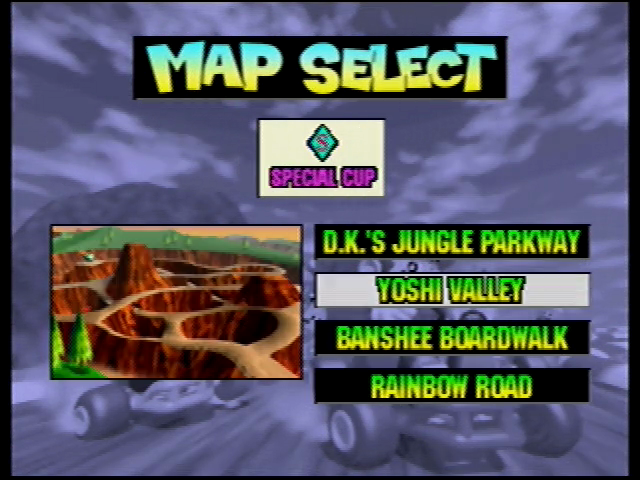 MAP SELECT
S
SPECIAL CUP
D.K.'S JUNGLE PARKWAY
YOSHI VALLEY
BANSHEE BOARDWALK
RAINBOW ROAD